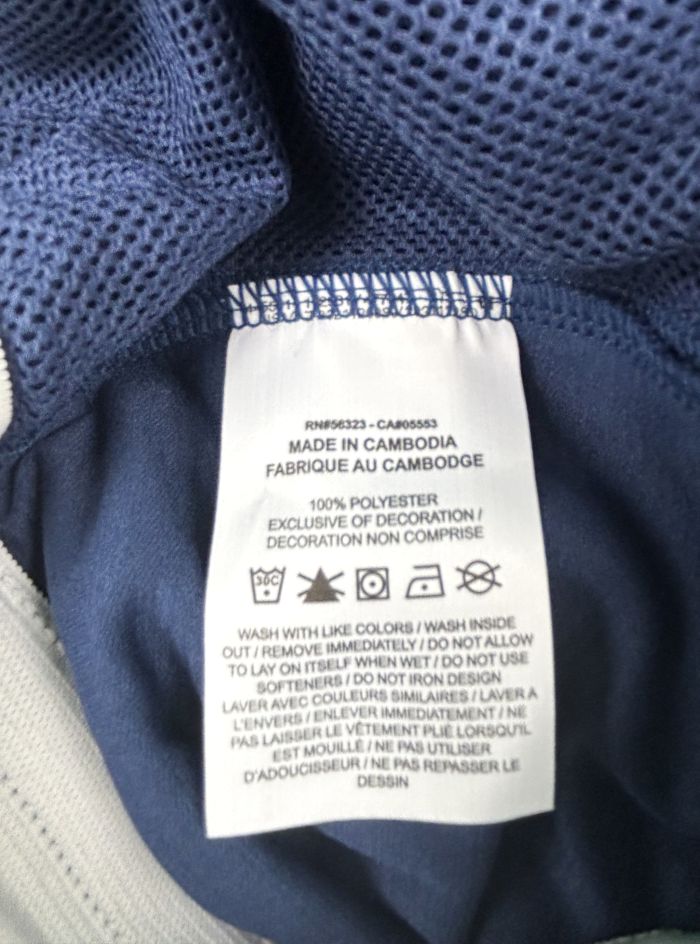 RN#56323 - CA#05553
MADE IN CAMBODIA
FABRIQUE AU CAMBODGE
100% POLYESTER
EXCLUSIVE OF DECORATION /
DECORATION NON COMPRISE
30C
WASH WITH LIKE COLORS / WASH INSIDE
OUT / REMOVE IMMEDIATELY / DO NOT ALLOW
TO LAY ON ITSELF WHEN WET / DO NOT USE
SOFTENERS / DO NOT IRON DESIGN
LAVER AVEC COULEURS SIMILAIRES / LAVER A
L'ENVERS / ENLEVER IMMEDIATEMENT / NE
PAS LAISSER LE VÊTEMENT PLIÉ LORSQU'IL
EST MOUILLÉ / NE PAS UTILISER
D'ADOUCISSEUR / NE PAS REPASSER LE
DESSIN